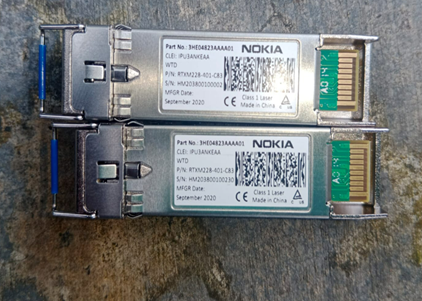 Part No.: 3HE04823AAAA01
NOKIA
CLEI: IPU3ANKEAA
WTD
P/N: RTXM228-401-C83
S/N: HM203800100002
MFGR Date:
September 2020
Class 1 Laser
Made in China
Part No.: 3HE04823AAAA01
NOKIA
CLEI: IPU3ANKEAA
WTD
P/N: RTXM228-401-C83
S/N: HM203800100230
MFGR Date:
September 2020
Class 1 Laser
Made in China